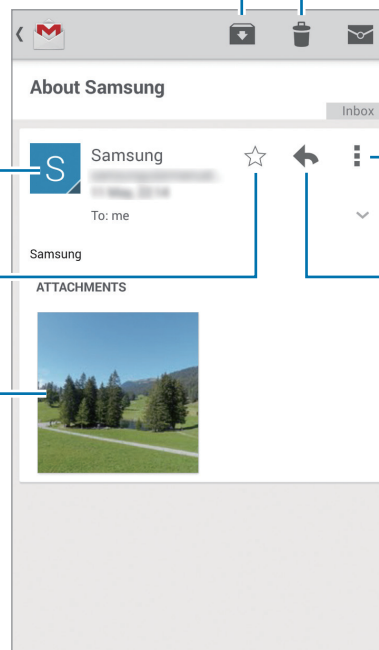 About Samsung
Inbox
S
Samsung
To: me
Samsung
ATTACHMENTS